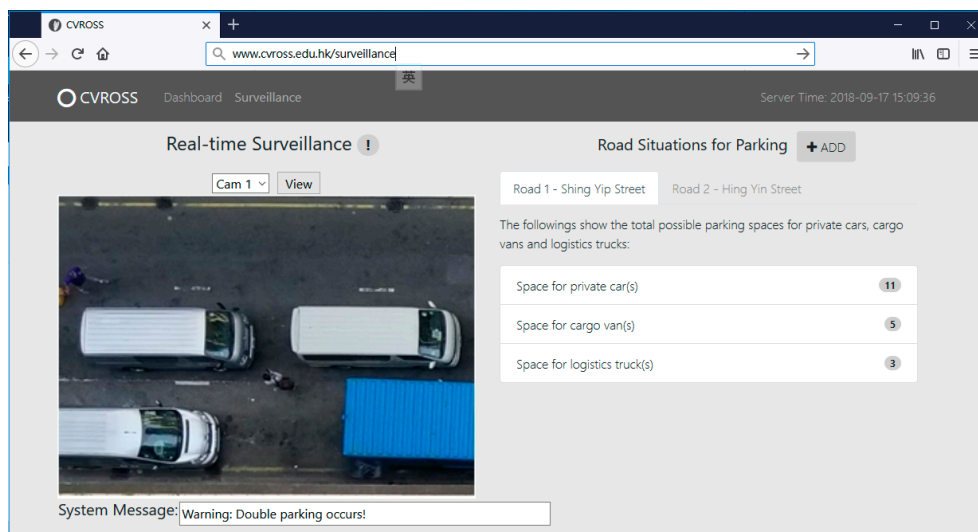 CVROSS
www.cvross.edu.hk/surveillance
英
CVROSS Dashboard Surveillance Server Time: 2018-09-17 15:09:36
Real-time Surveillance !
Cam 1 View
System Message: Warning: Double parking occurs!
Road Situations for Parking + ADD
Road 1 - Shing Yip Street Road 2 - Hing Yin Street
The followings show the total possible parking spaces for private cars, cargo
vans and logistics trucks:
Space for private car(s) 11
Space for cargo van(s) 5
Space for logistics truck(s) 3